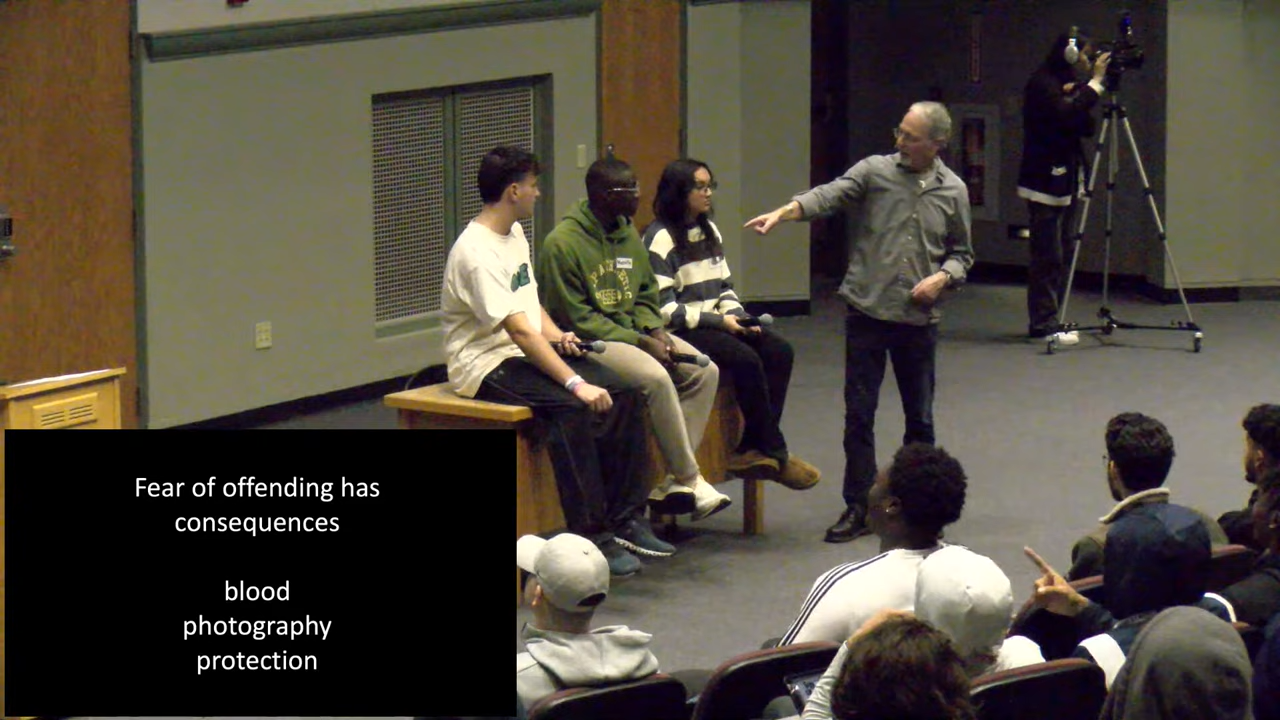 Fear of offending has
consequences
blood
photography
protection